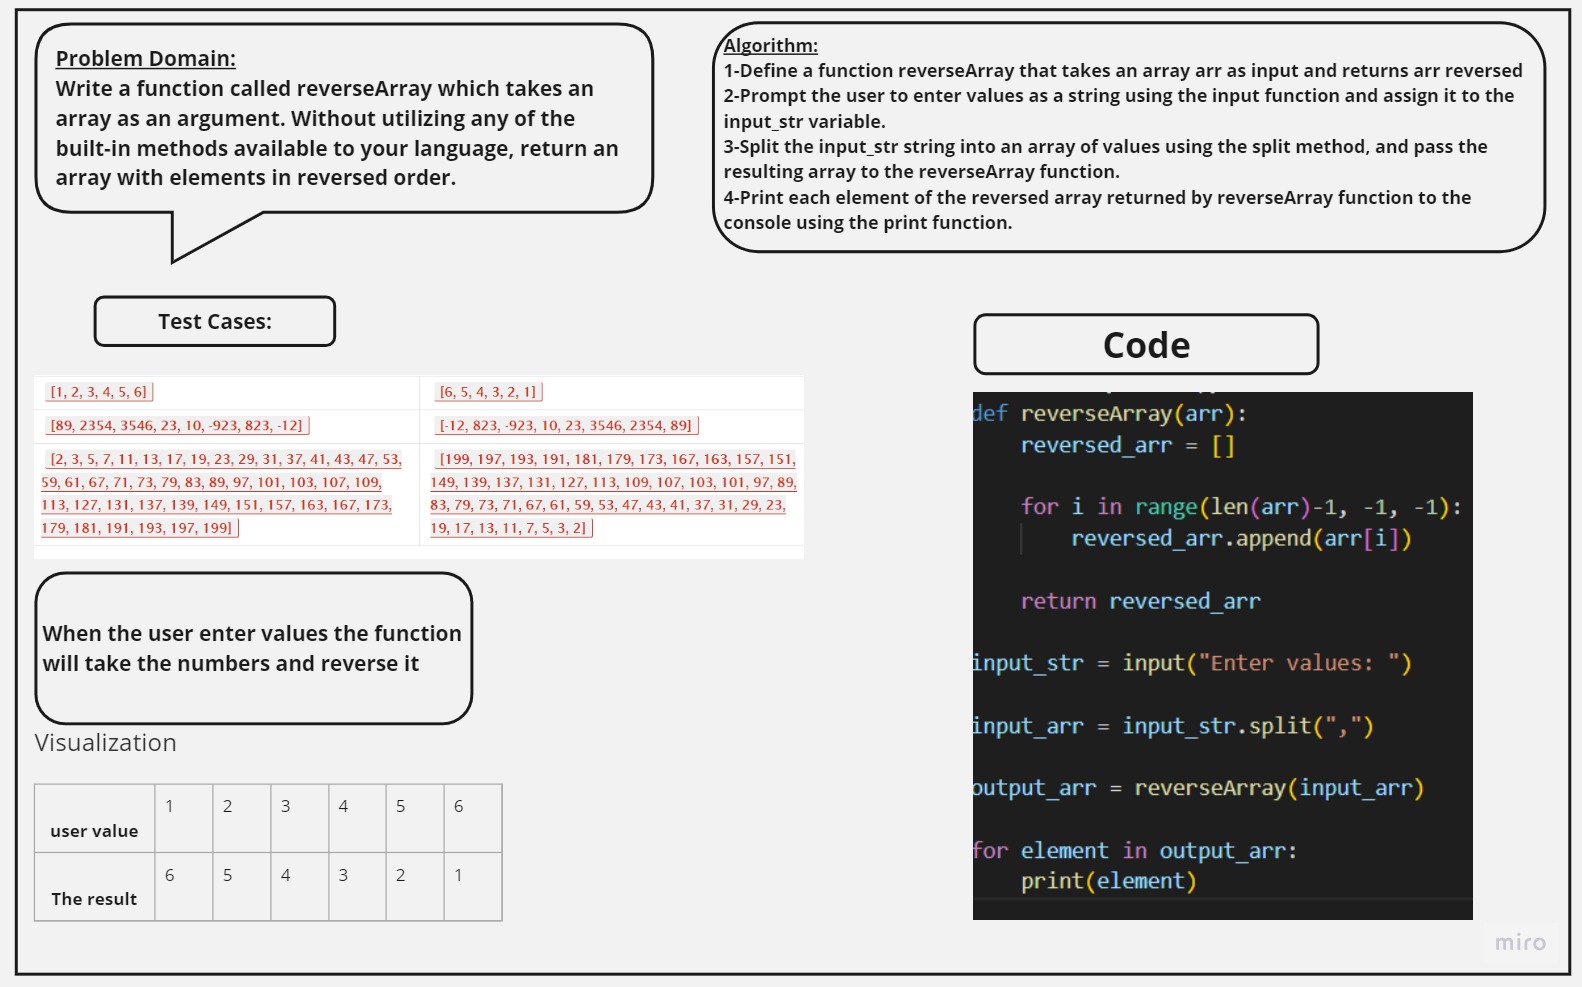 Problem Domain:
Write a function called reverseArray which takes an
array as an argument. Without utilizing any of the
built-in methods available to your language, return an
array with elements in reversed order.
Algorithm:
1-Define a function reverseArray that takes an array arr as input and returns arr reversed
2-Prompt the user to enter values as a string using the input function and assign it to the
input_str variable.
3-Split the input_str string into an array of values using the split method, and pass the
resulting array to the reverseArray function.
4-Print each element of the reversed array returned by reverseArray function to the
console using the print function.
Test Cases:
[1, 2, 3, 4, 5, 6]
[6, 5, 4, 3, 2, 1]
[89, 2354, 3546, 23, 10, -923, 823, -12]
[-12, 823, -923, 10, 23, 3546, 2354, 89]
[2, 3, 5, 7, 11, 13, 17, 19, 23, 29, 31, 37, 41, 43, 47, 53,
59, 61, 67, 71, 73, 79, 83, 89, 97, 101, 103, 107, 109,
113, 127, 131, 137, 139, 149, 151, 157, 163, 167, 173,
179, 181, 191, 193, 197, 199]
[199, 197, 193, 191, 181, 179, 173, 167, 163, 157, 151,
149, 139, 137, 131, 127, 113, 109, 107, 103, 101, 97, 89,
83, 79, 73, 71, 67, 61, 59, 53, 47, 43, 41, 37, 31, 29, 23,
19, 17, 13, 11, 7, 5, 3, 2]
When the user enter values the function
will take the numbers and reverse it
Visualization
user value 1 2 3 4 5 6
The result 6 5 4 3 2 1
Code
def reverseArray(arr):
reversed_arr = []
for i in range(len(arr)-1, -1, -1):
reversed_arr.append(arr[i])
return reversed_arr
input_str = input("Enter values: ")
input_arr = input_str.split(",")
output_arr = reverseArray(input_arr)
for element in output_arr:
print(element)
miro